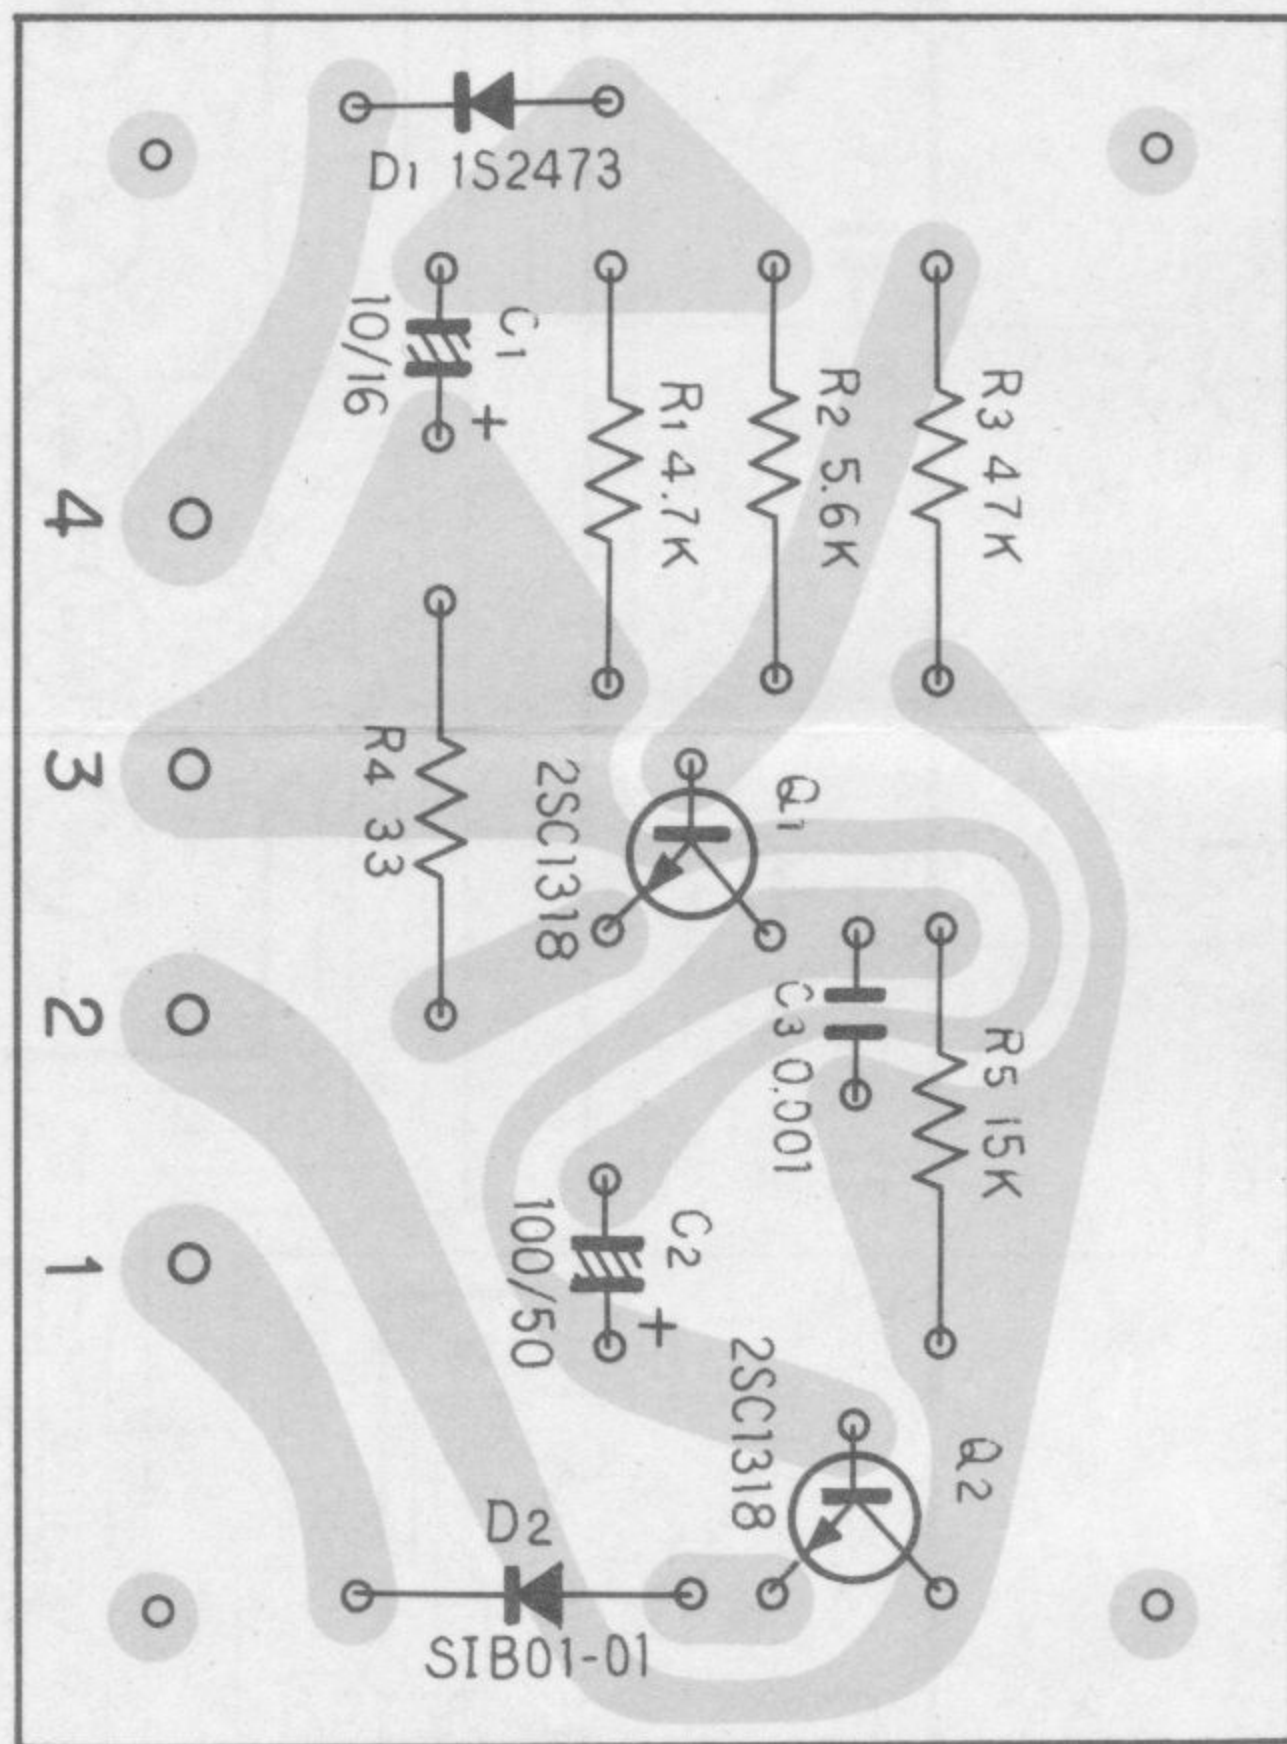 D1 1S2473
C1
10/16
+
R1 4.7K
R2 5.6K
R3 47K
4
3
R4 33
2SC1318
Q1
2
C3 0.001
R5 15K
1
C2
100/50
+
2SC1318
Q2
D2
SIB01-01